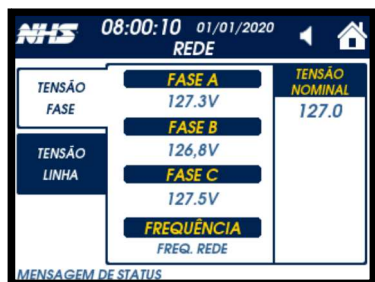 NHS 08:00:10 01/01/2020
REDE
TENSÃO
FASE
TENSÃO
LINHA
FASE A
127.3V
FASE B
126,8V
FASE C
127.5V
FREQUÊNCIA
FREQ. REDE
TENSÃO
NOMINAL
127.0
MENSAGEM DE STATUS